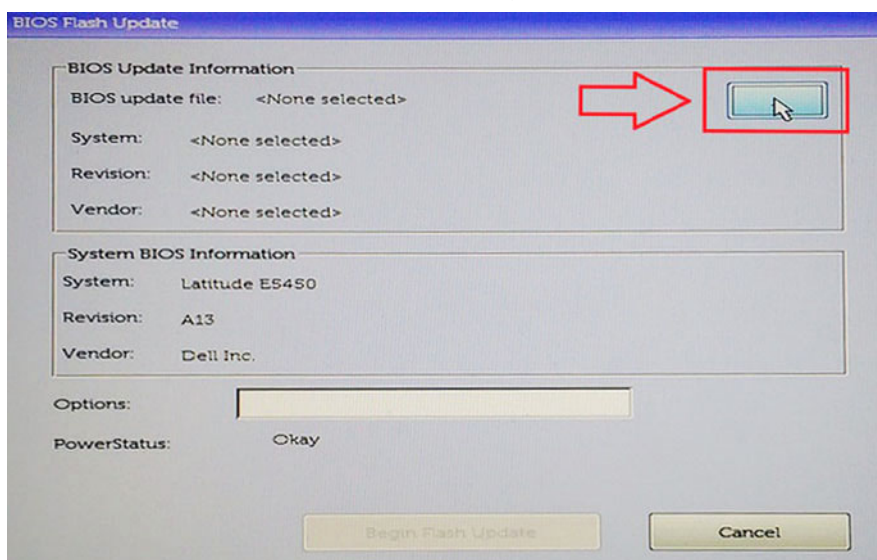 BIOS Flash Update
BIOS Update Information
BIOS update file: <None selected>
System: <None selected>
Revision: <None selected>
Vendor: <None selected>
System BIOS Information
System: Latitude E5450
Revision: A13
Vendor: Dell Inc.
Options:
PowerStatus: Okay
Begin Flash Update
Cancel